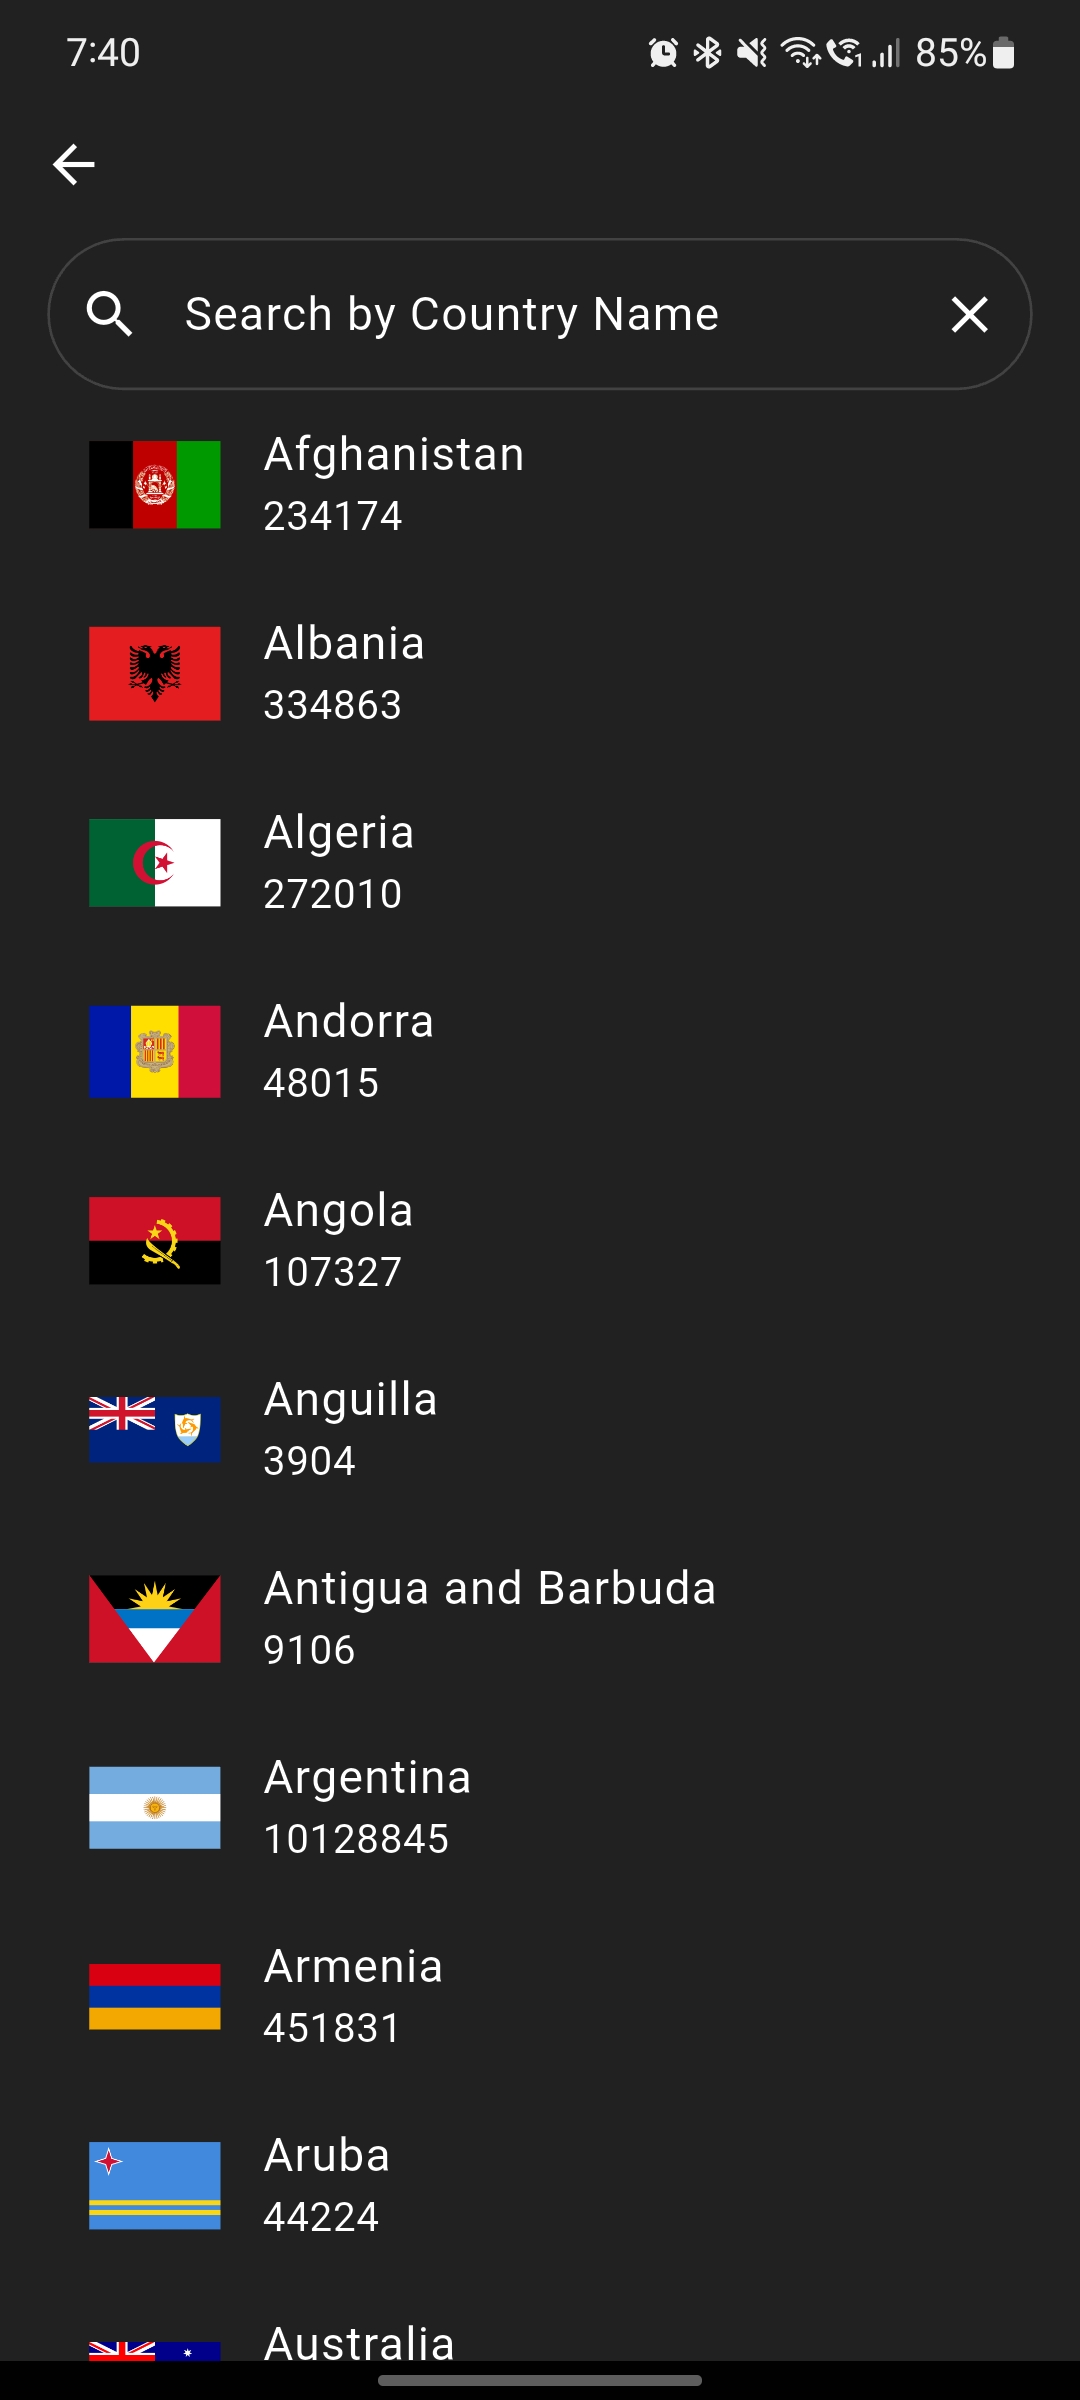 7:40
85%
Search by Country Name
Afghanistan
234174
Albania
334863
Algeria
272010
Andorra
48015
Angola
107327
Anguilla
3904
Antigua and Barbuda
9106
Argentina
10128845
Armenia
451831
Aruba
44224
Australia